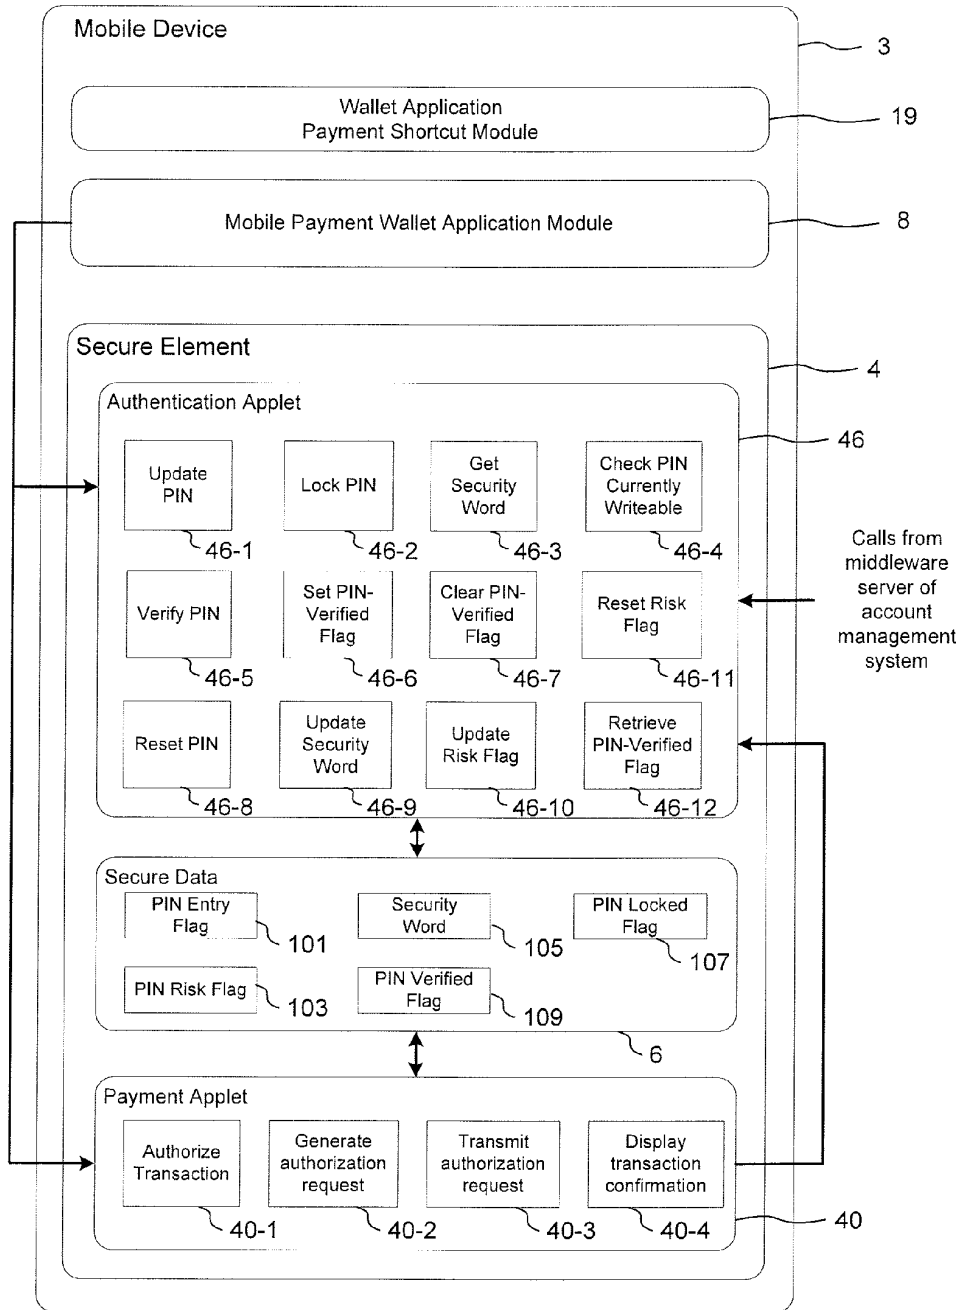 Mobile Device
3
Wallet Application
Payment Shortcut Module
19
Mobile Payment Wallet Application Module
8
Secure Element
4
Authentication Applet
46
Update
PIN
46-1
Lock PIN
46-2
Get
Security
Word
46-3
Check PIN
Currently
Writeable
46-4
Calls from
middleware
server of
account
management
system
Verify PIN
46-5
Set PIN-
Verified
Flag
46-6
Clear PIN-
Verified
Flag
46-7
Reset Risk
Flag
46-11
Reset PIN
46-8
Update
Security
Word
46-9
Update
Risk Flag
46-10
Retrieve
PIN-Verified
Flag
46-12
Secure Data
PIN Entry
Flag
101
Security
Word
105
PIN Locked
Flag
107
PIN Risk Flag
103
PIN Verified
Flag
109
6
Payment Applet
Authorize
Transaction
40-1
Generate
authorization
request
40-2
Transmit
authorization
request
40-3
Display
transaction
confirmation
40-4
40